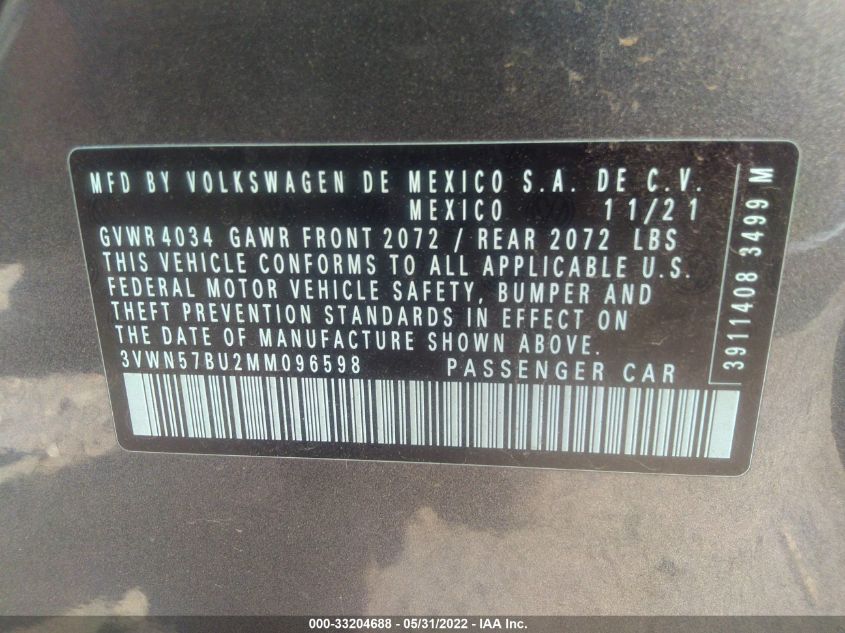 MFD BY VOLKSWAGEN DE MEXICO S.A. DE C.V.
MEXICO 11/21
GVWR 4034 GAWR FRONT 2072 / REAR 2072 LBS
THIS VEHICLE CONFORMS TO ALL APPLICABLE U.S.
FEDERAL MOTOR VEHICLE SAFETY, BUMPER AND
THEFT PREVENTION STANDARDS IN EFFECT ON
THE DATE OF MANUFACTURE SHOWN ABOVE.
3VWN57BU2MM096598 PASSENGER CAR
3911408 3499 M
000-33204688 - 05/31/2022 - IAA Inc.